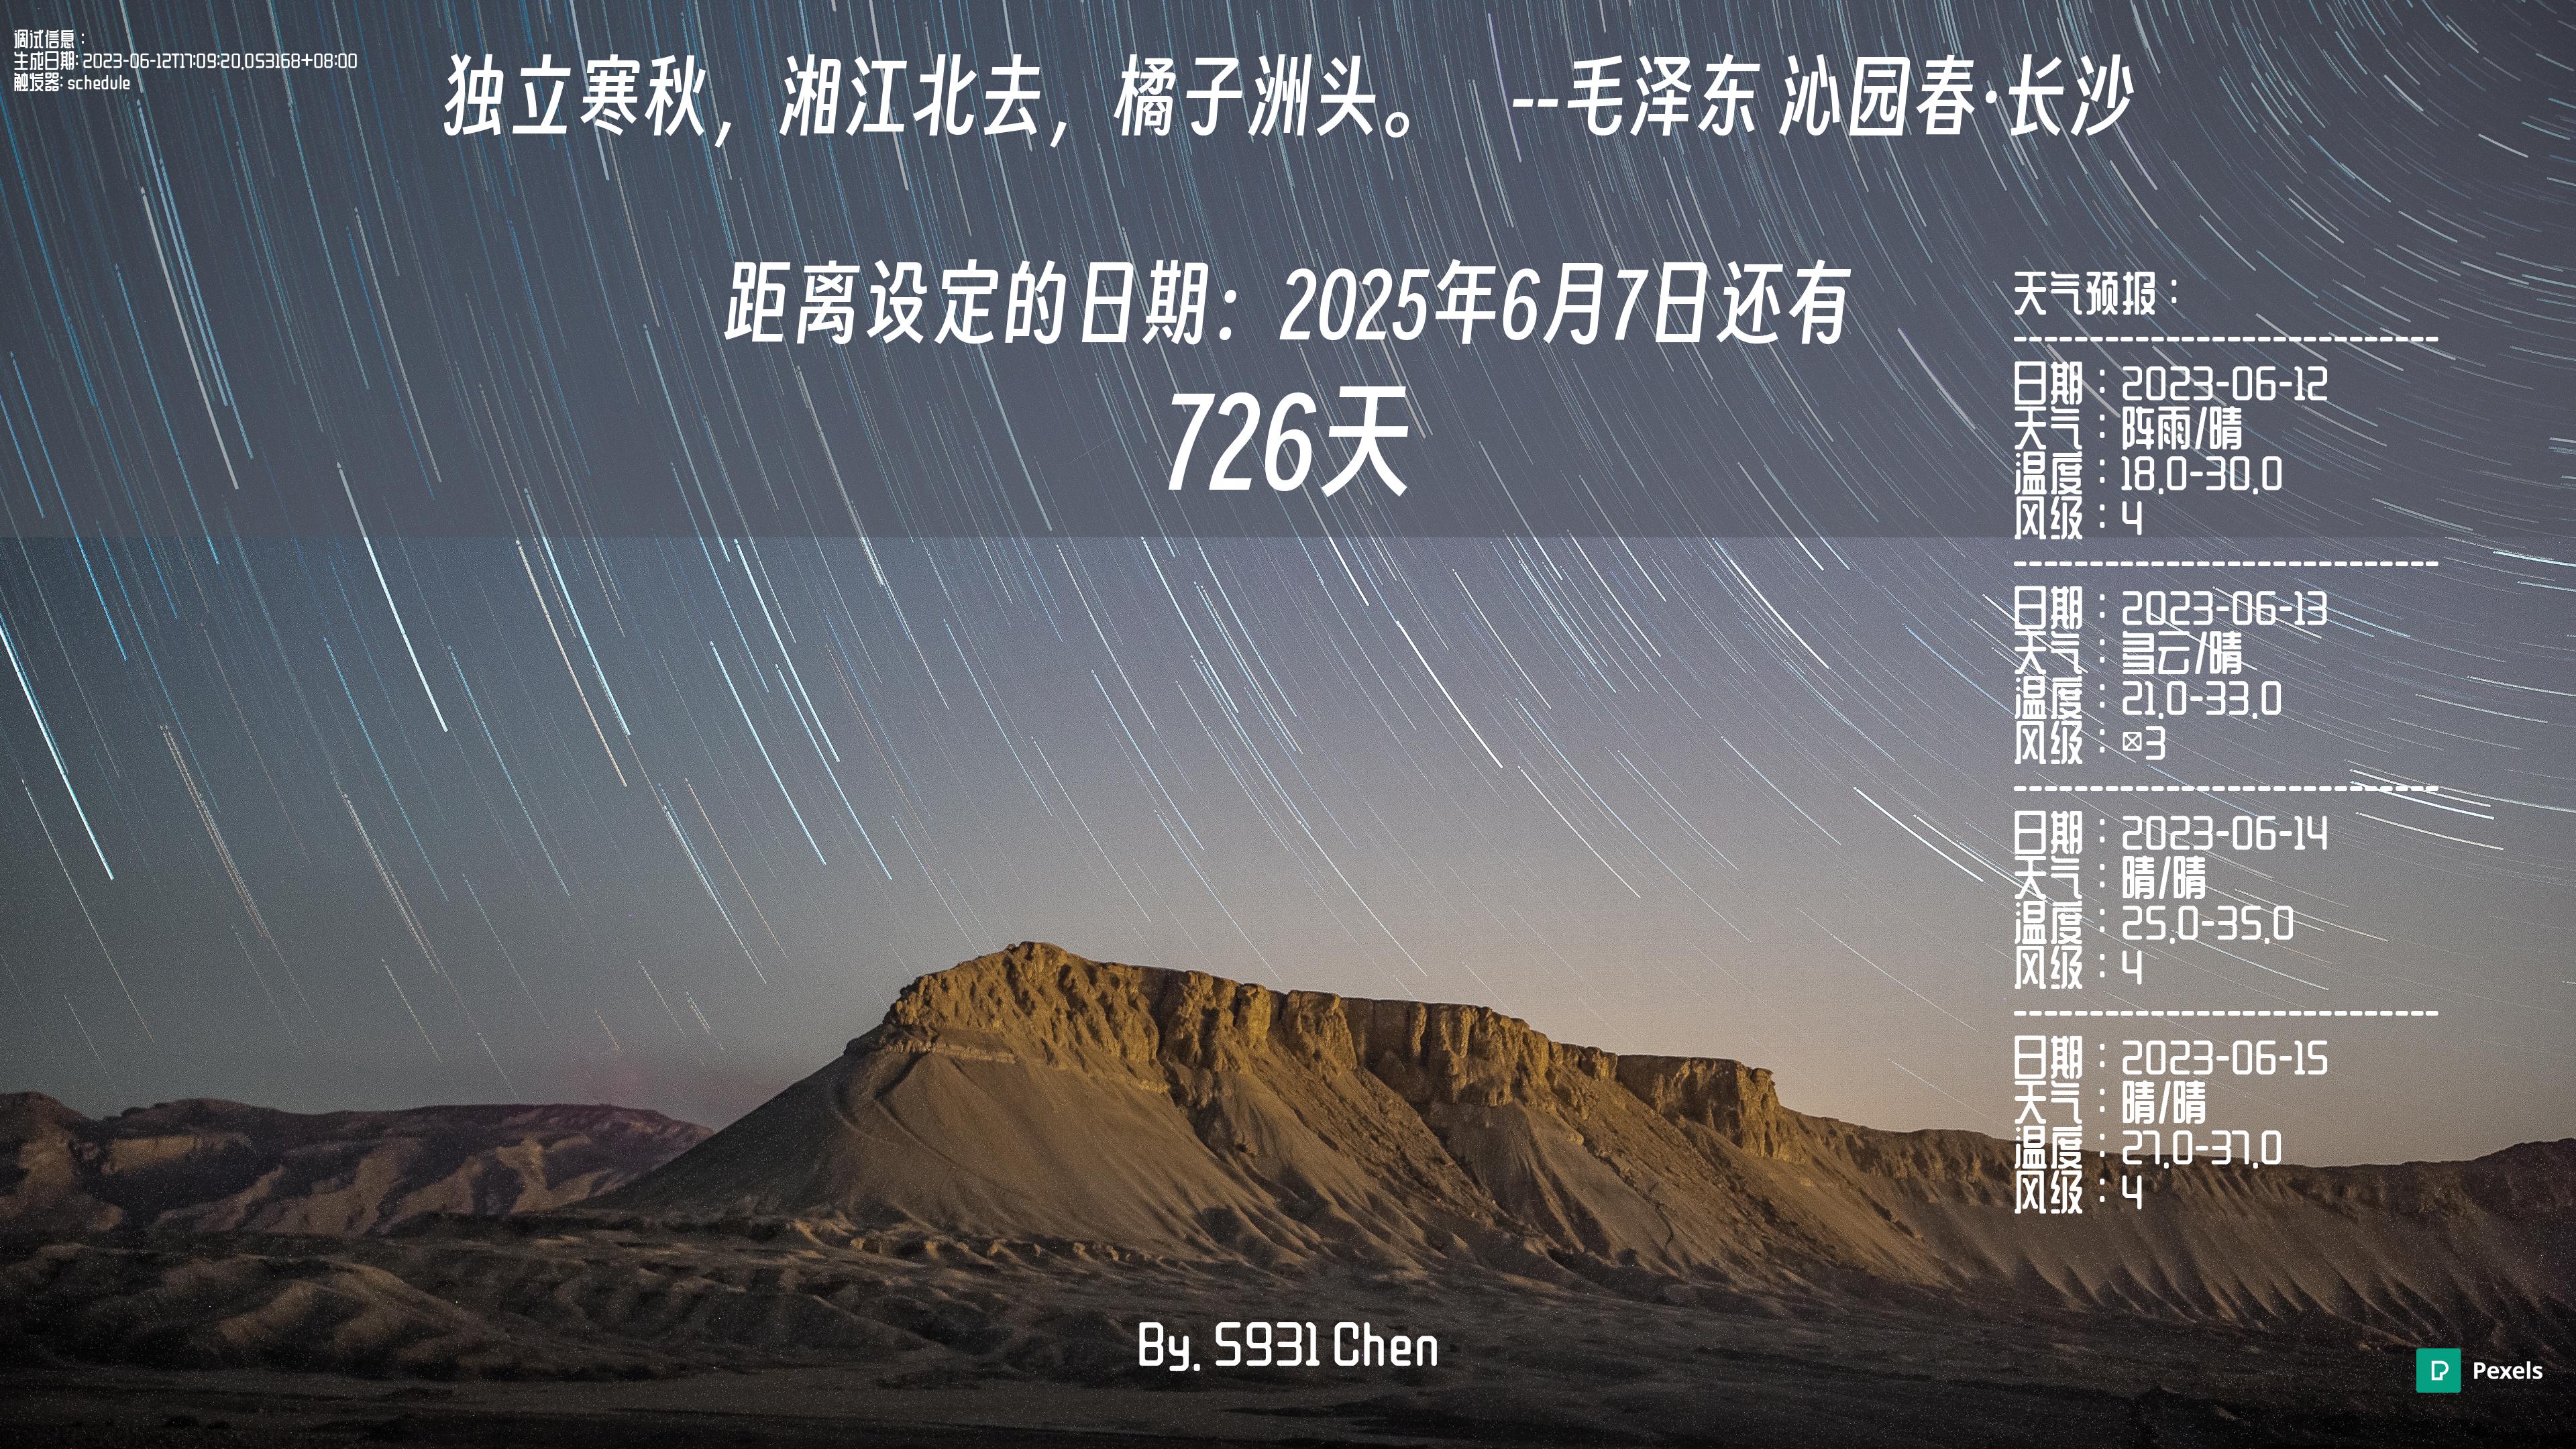 调试信息：
生成日期: 2023-06-12T17:09:20.053168+08:00
触发器: schedule
独立寒秋，湘江北去，橘子洲头。 --毛泽东 沁园春·长沙
距离设定的日期：2025年6月7日还有
726天
天气预报：
----------------------------
日期：2023-06-12
天气：阵雨/晴
温度：18.0-30.0
风级：4
----------------------------
日期：2023-06-13
天气：多云/晴
温度：21.0-33.0
风级：3
----------------------------
日期：2023-06-14
天气：晴/晴
温度：25.0-35.0
风级：4
----------------------------
日期：2023-06-15
天气：晴/晴
温度：27.0-37.0
风级：4
By. S931 Chen
Pexels